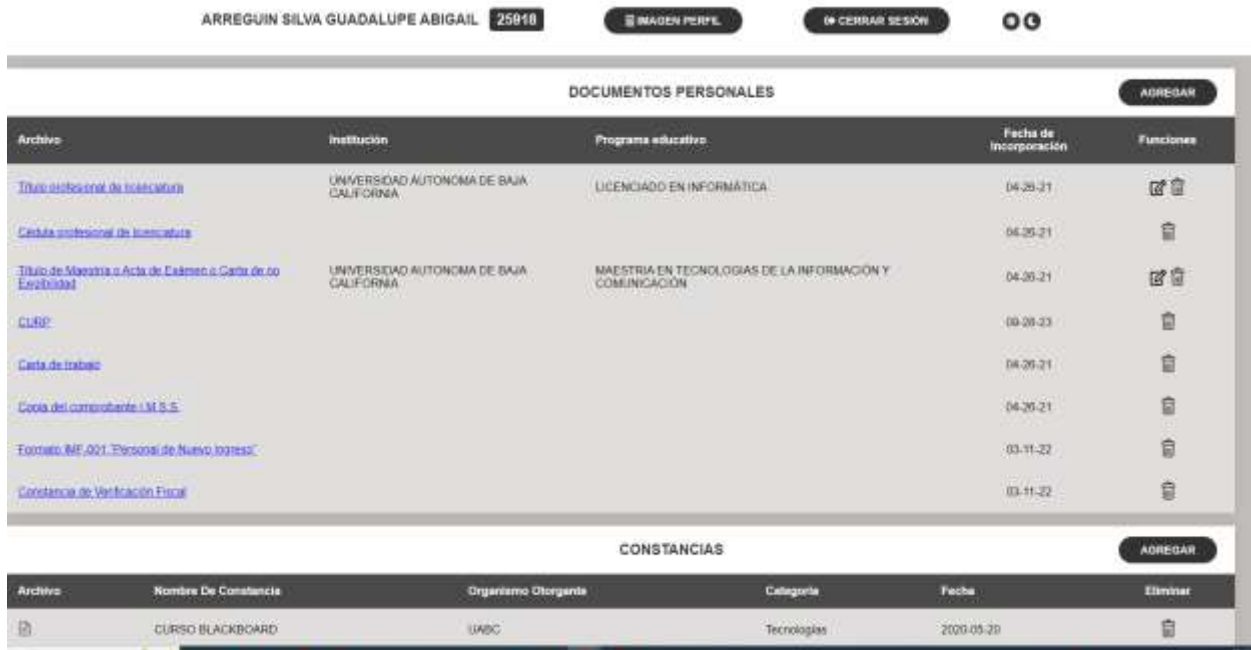 ARREGUIN SILVA GUADALUPE ABIGAIL 25918 IMAGEN PERFIL CERRAR SESIÓN
DOCUMENTOS PERSONALES AGREGAR
Archivo Institución Programa educativo Fecha de Incorporación Funciones
Título profesional de licenciatura UNIVERSIDAD AUTONOMA DE BAJA CALIFORNIA LICENCIADO EN INFORMÁTICA 04-26-21
Cédula profesional de licenciatura 04-26-21
Título de Maestría o Acta de Exámen o Carta de no Exigibilidad UNIVERSIDAD AUTONOMA DE BAJA CALIFORNIA MAESTRIA EN TECNOLOGIAS DE LA INFORMACIÓN Y COMUNICACIÓN 04-26-21
CURP 09-28-23
Carta de trabajo 04-26-21
Copia del comprobante I.M.S.S. 04-26-21
Formato IMF-001 "Personal de Nuevo Ingreso" 03-11-22
Constancia de Verificación Fiscal 03-11-22
CONSTANCIAS AGREGAR
Archivo Nombre De Constancia Organismo Otorgante Categoría Fecha Eliminar
CURSO BLACKBOARD UABC Tecnologías 2020-05-20